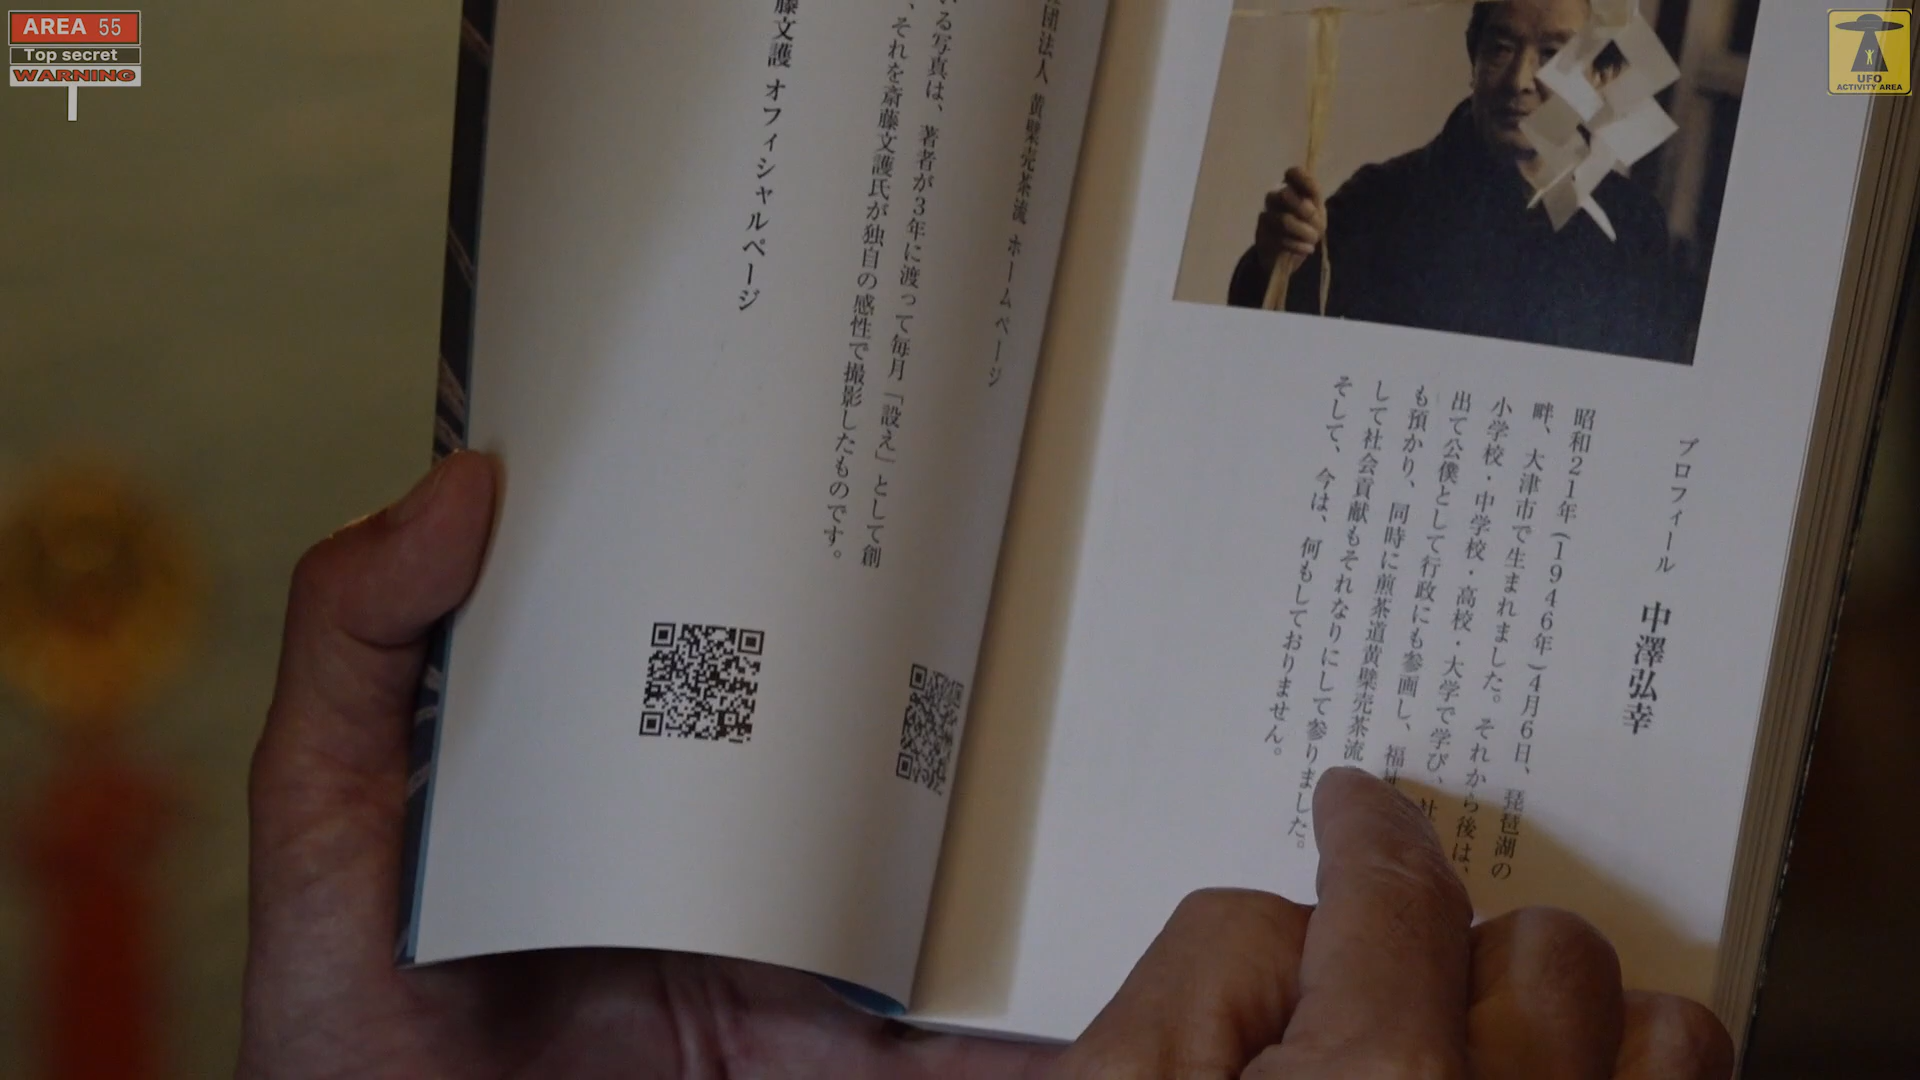 AREA 55
Top secret
WARNING
UFO
ACTIVITY AREA
プロフィール 中澤弘幸
昭和21年(1946年)4月6日、琵琶湖の
畔、大津市で生まれました。それから後は、
小学校・中学校・高校・大学で学び、社
出て公僕として行政にも参画し、福祉
も預かり、同時に煎茶道黄檗売茶流
して社会貢献もそれなりにして参りました。
そして、今は、何もしておりません。
団法人 黄檗売茶流 ホームページ
る写真は、著者が3年に渡って毎月「設え」として創
、それを斎藤文護氏が独自の感性で撮影したものです。
藤文護 オフィシャルページ